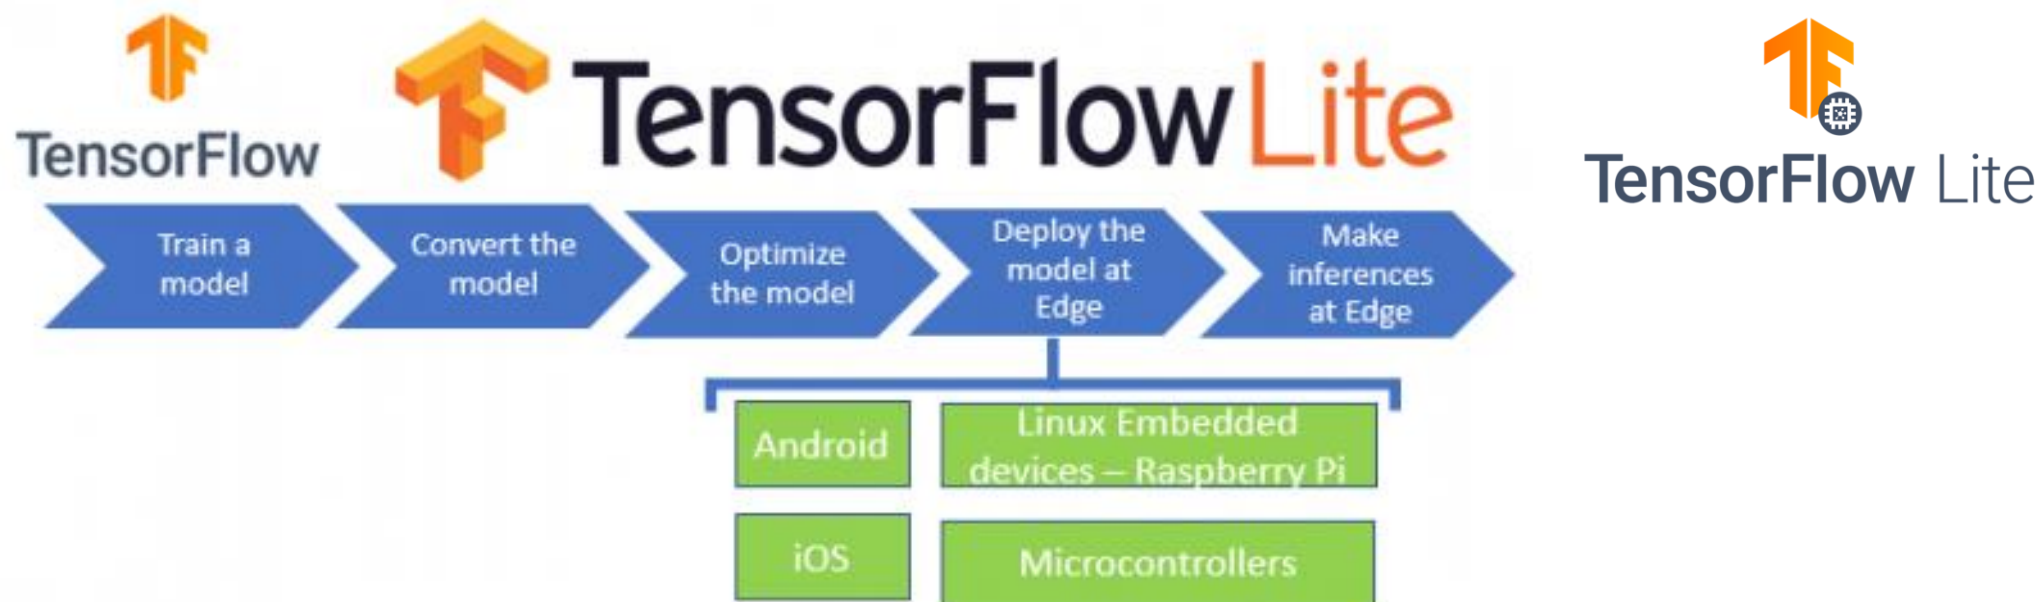 TensorFlow
TensorFlow Lite
TensorFlow Lite
Train a
model
Convert the
model
Optimize
the model
Deploy the
model at
Edge
Make
inferences
at Edge
Android
Linux Embedded
devices – Raspberry Pi
iOS
Microcontrollers